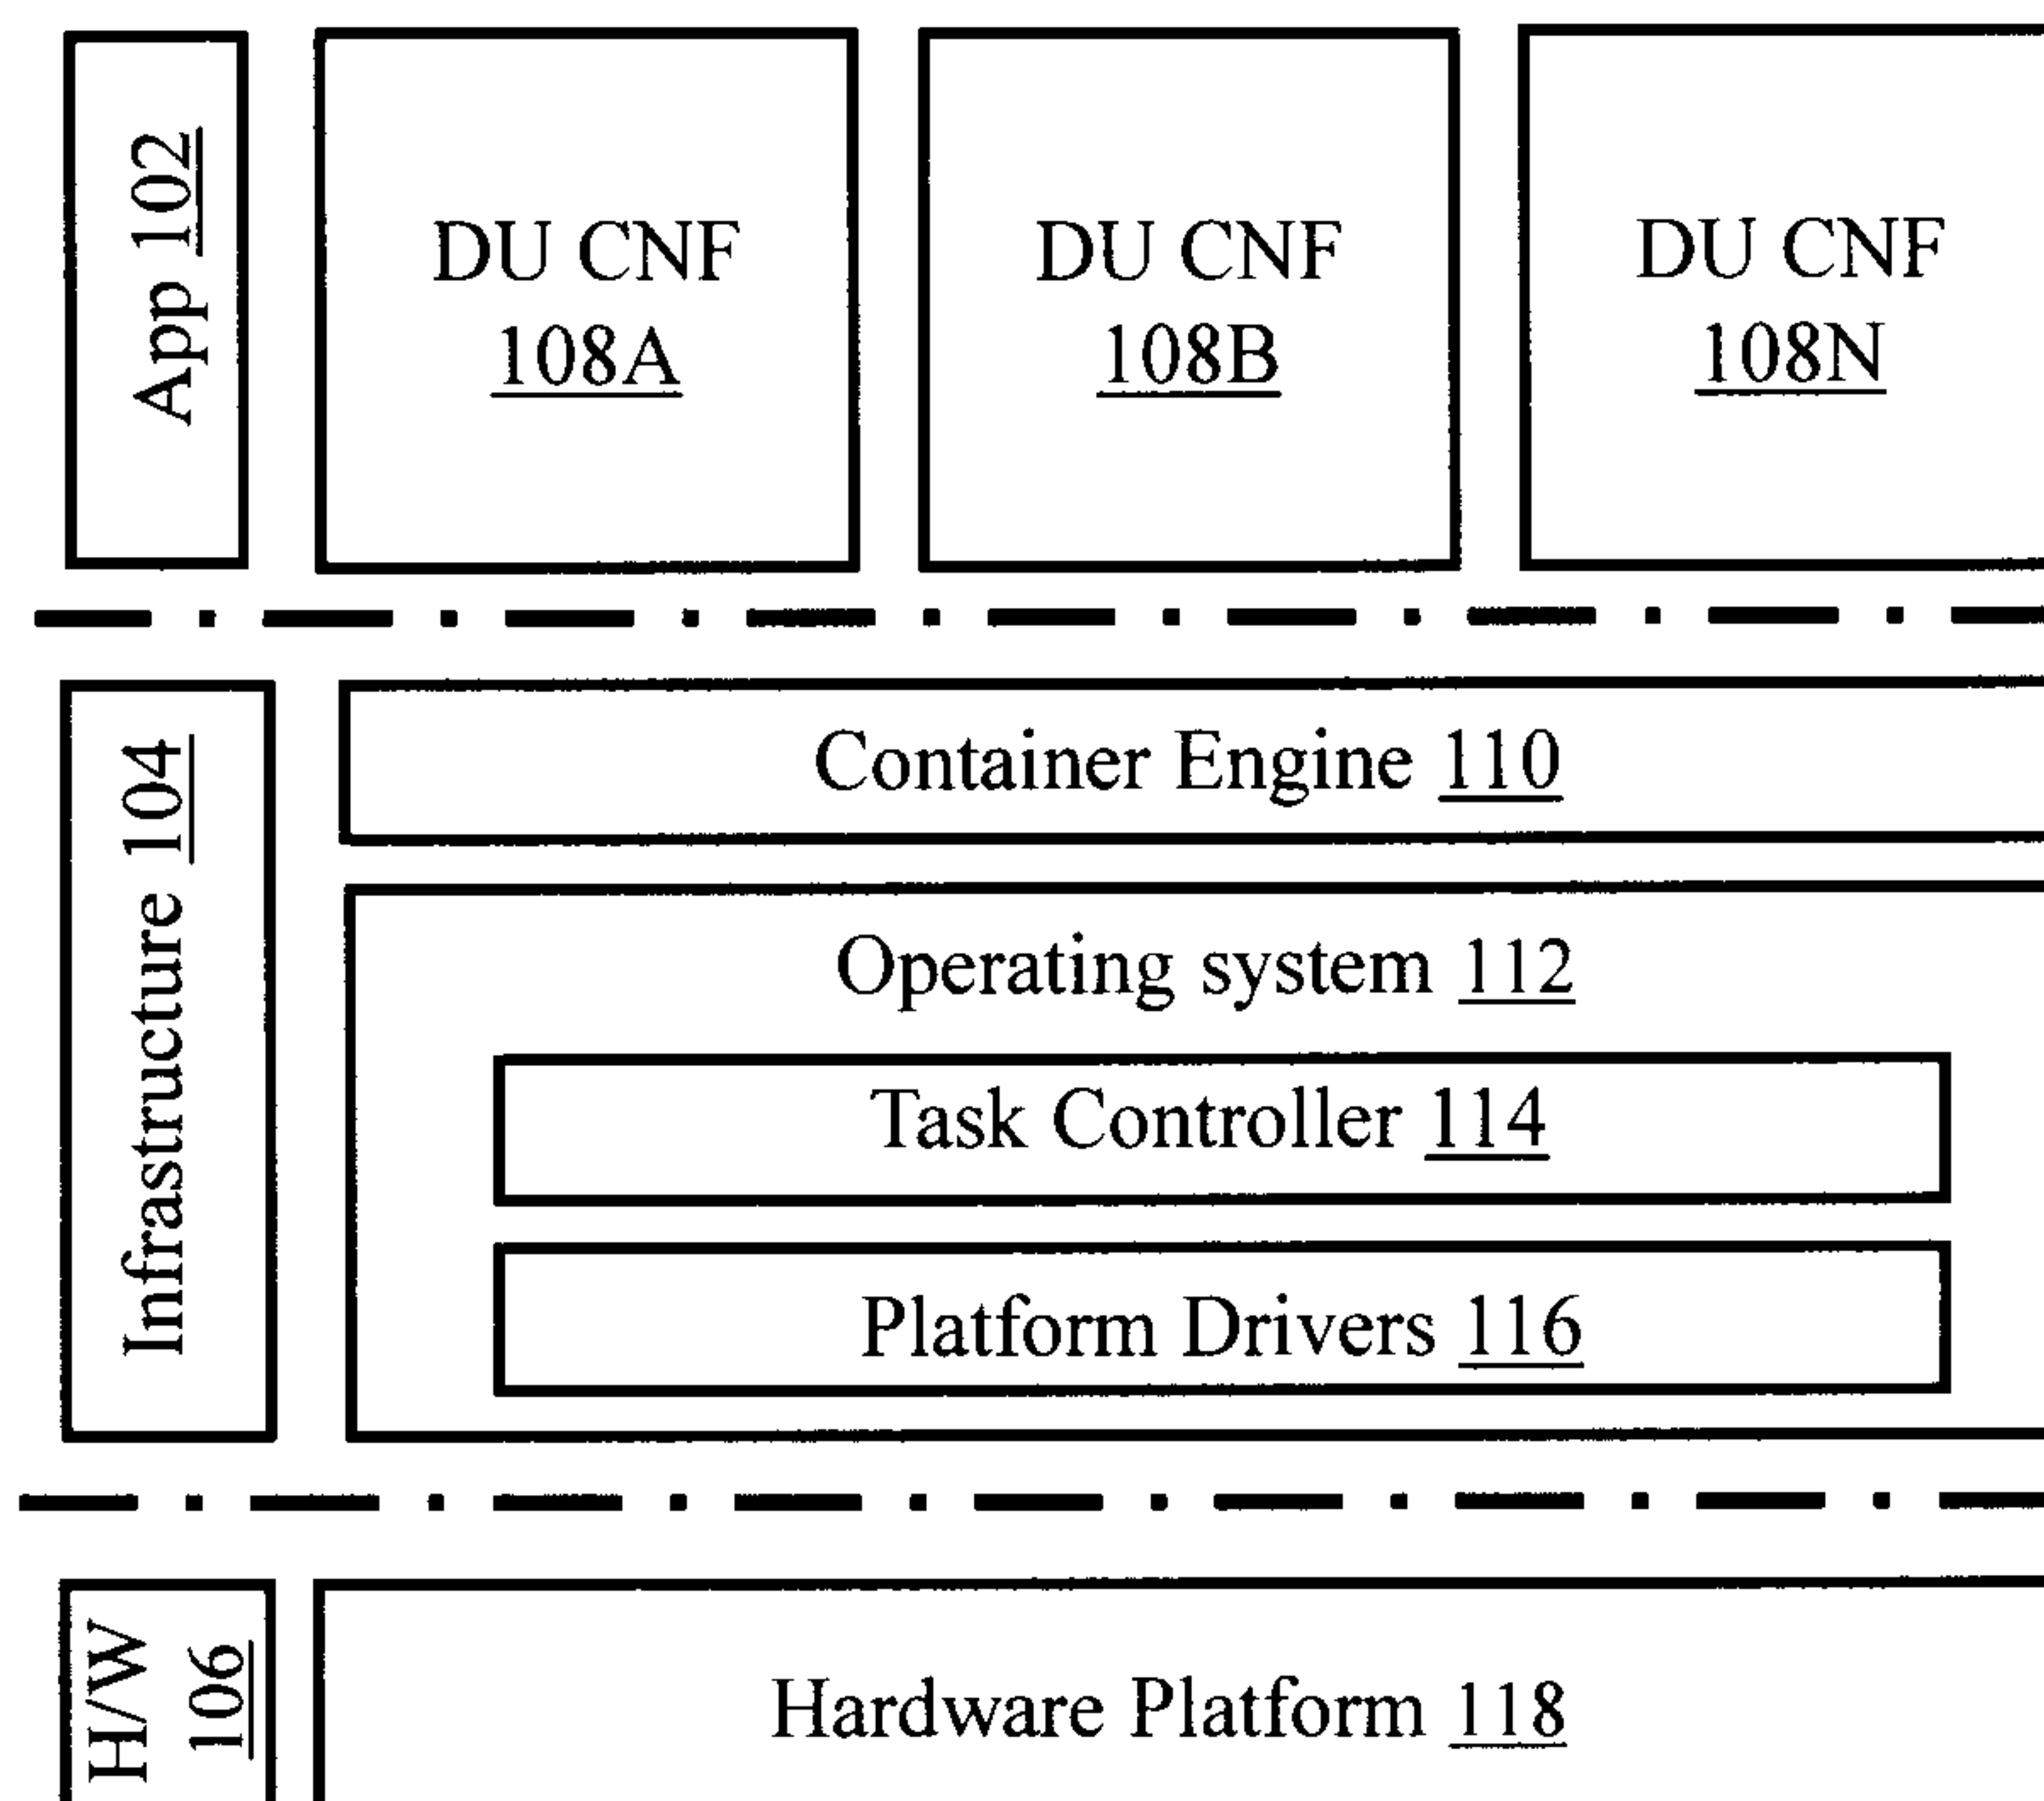 App 102
DU CNF
108A
DU CNF
108B
DU CNF
108N
Infrastructure 104
Container Engine 110
Operating system 112
Task Controller 114
Platform Drivers 116
H/W
106
Hardware Platform 118